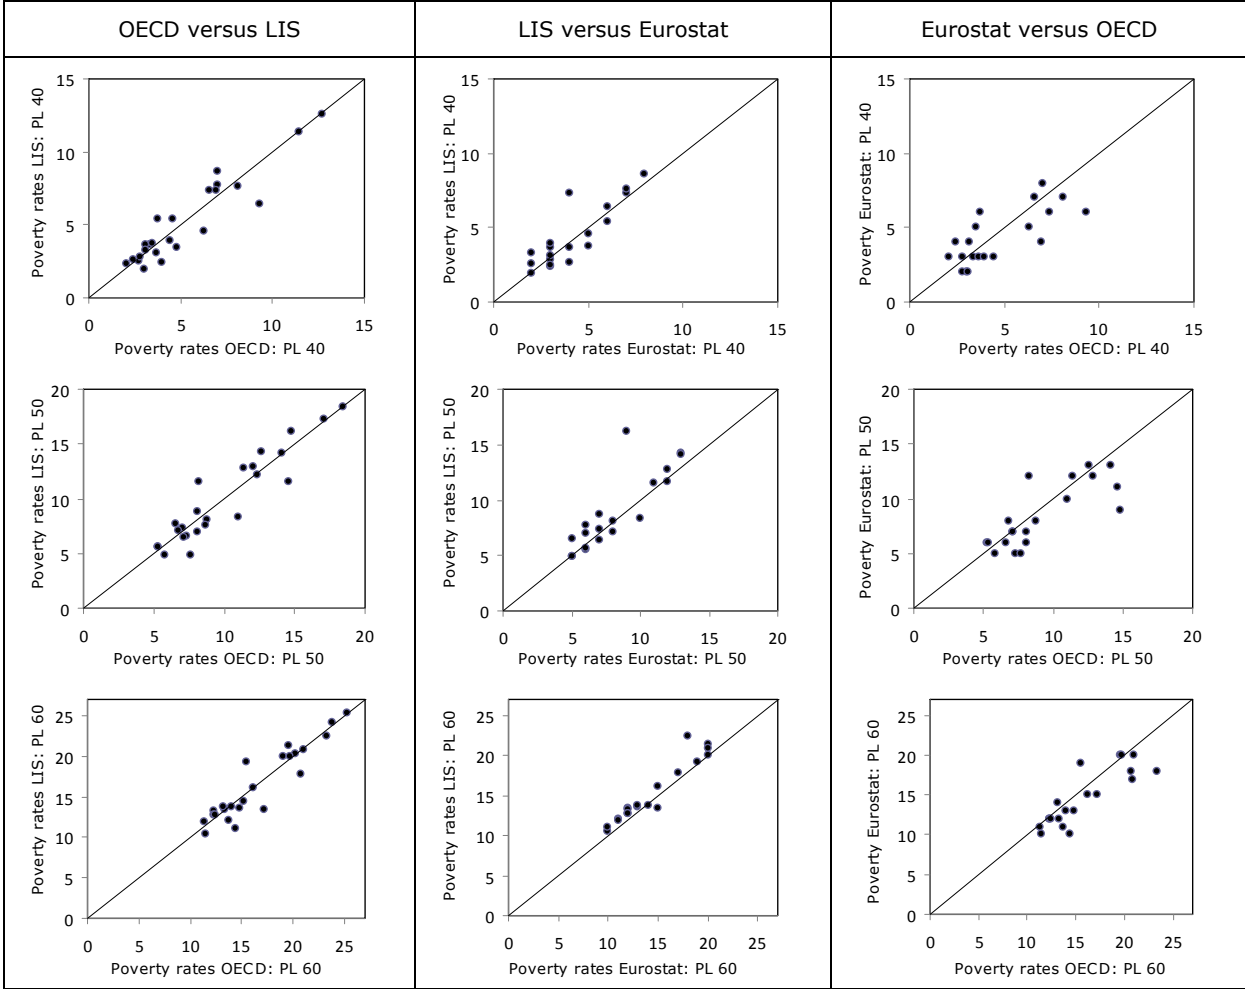 OECD versus LIS
LIS versus Eurostat
Eurostat versus OECD
Poverty rates LIS: PL 40
15
10
5
0
0 5 10 15
Poverty rates OECD: PL 40
Poverty rates LIS: PL 40
15
10
5
0
0 5 10 15
Poverty rates Eurostat: PL 40
Poverty Eurostat: PL 40
15
10
5
0
0 5 10 15
Poverty rates OECD: PL 40
Poverty rates LIS: PL 50
20
15
10
5
0
0 5 10 15 20
Poverty rates OECD: PL 50
Poverty rates LIS: PL 50
20
15
10
5
0
0 5 10 15 20
Poverty rates Eurostat: PL 50
Poverty Eurostat: PL 50
20
15
10
5
0
0 5 10 15 20
Poverty rates OECD: PL 50
Poverty rates LIS: PL 60
25
20
15
10
5
0
0 5 10 15 20 25
Poverty rates OECD: PL 60
Poverty rates LIS: PL 60
25
20
15
10
5
0
0 5 10 15 20 25
Poverty rates Eurostat: PL 60
Poverty Eurostat: PL 60
25
20
15
10
5
0
0 5 10 15 20 25
Poverty rates OECD: PL 60